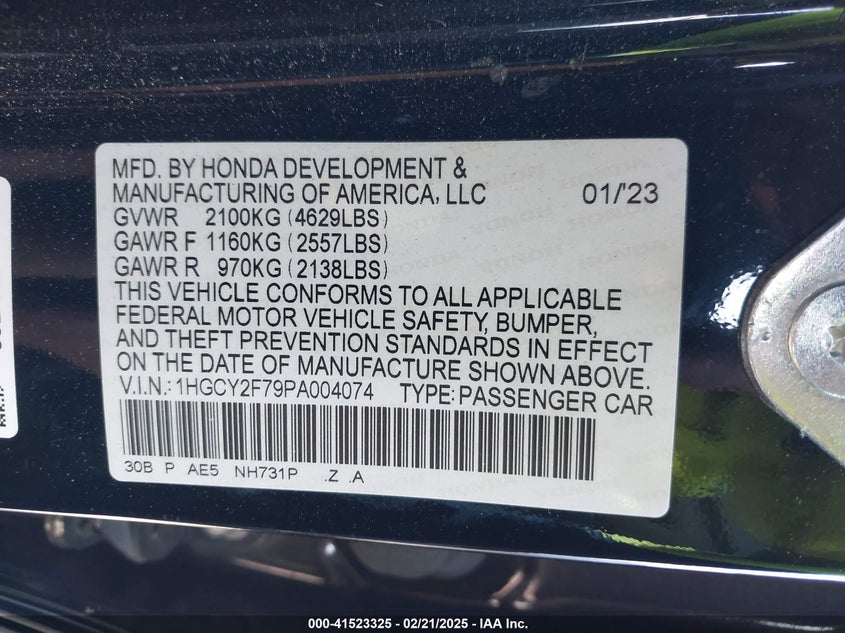 MFD. BY HONDA DEVELOPMENT &
MANUFACTURING OF AMERICA, LLC 01/'23
GVWR 2100KG (4629LBS)
GAWR F 1160KG (2557LBS)
GAWR R 970KG (2138LBS)
THIS VEHICLE CONFORMS TO ALL APPLICABLE
FEDERAL MOTOR VEHICLE SAFETY, BUMPER,
AND THEFT PREVENTION STANDARDS IN EFFECT
ON THE DATE OF MANUFACTURE SHOWN ABOVE.
V.I.N.: 1HGCY2F79PA004074 TYPE: PASSENGER CAR
30B P AE5 NH731P .Z .A
000-41523325 - 02/21/2025 - IAA Inc.